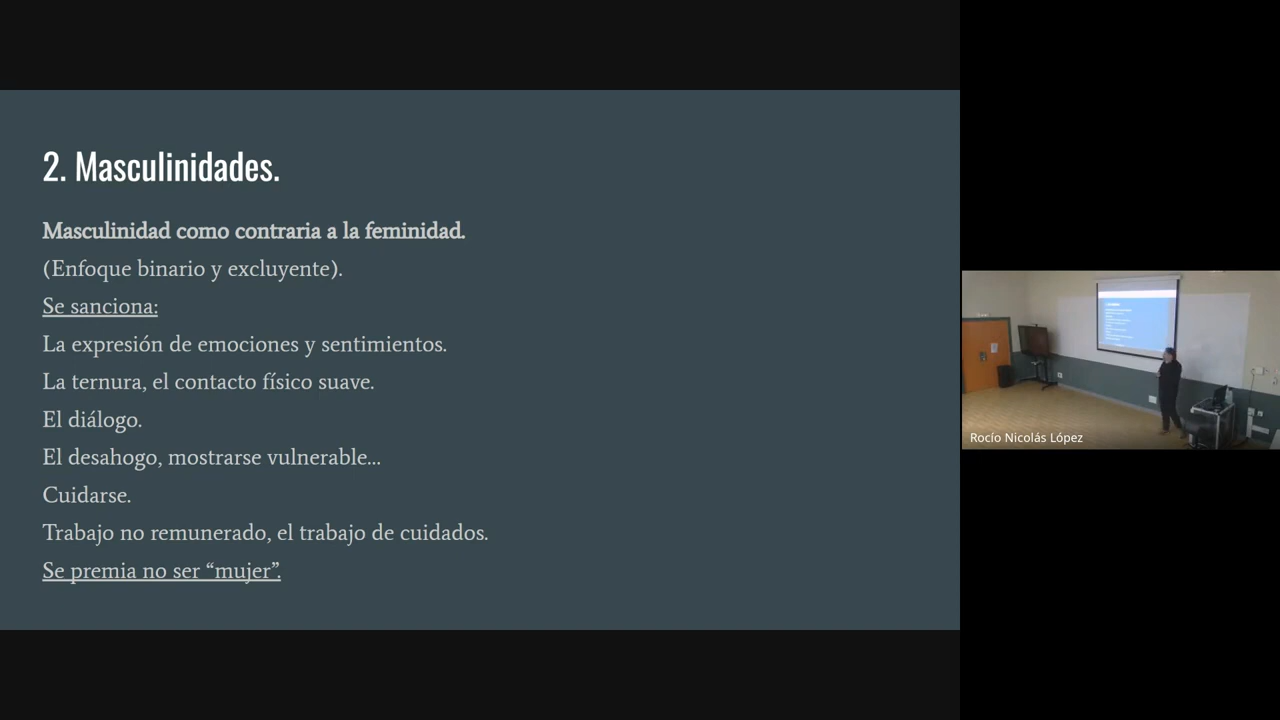 2. Masculinidades.
Masculinidad como contraria a la feminidad.
(Enfoque binario y excluyente).
Se sanciona:
La expresión de emociones y sentimientos.
La ternura, el contacto físico suave.
El diálogo.
El desahogo, mostrarse vulnerable...
Cuidarse.
Trabajo no remunerado, el trabajo de cuidados.
Se premia no ser “mujer”.
Rocío Nicolás López